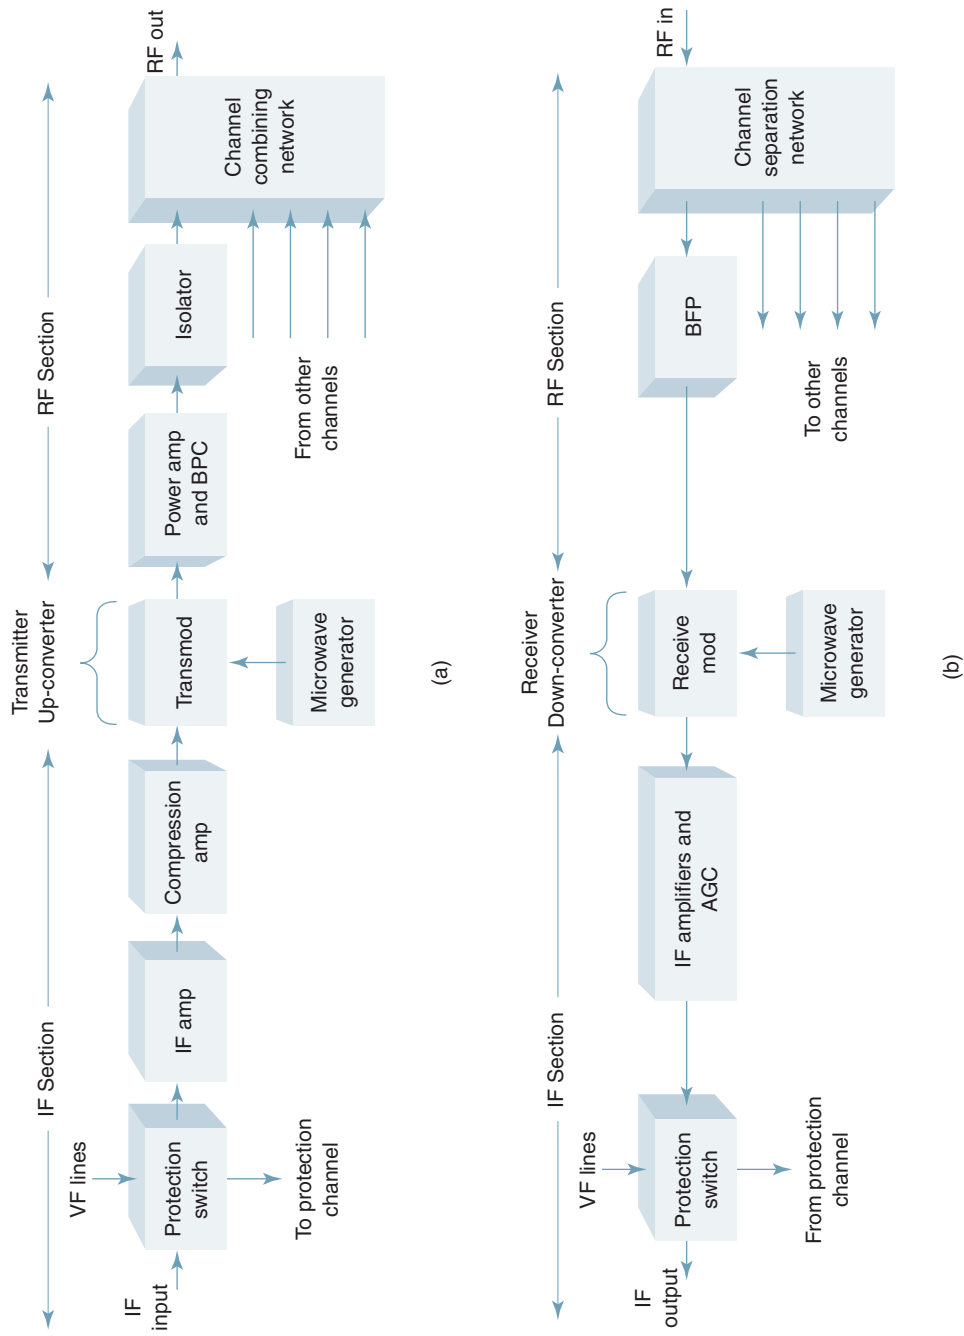 Transmitter
Up-converter
IF Section
RF Section
VF lines
IF
input
Protection
switch
To protection
channel
IF amp
Compression
amp
Transmod
Microwave
generator
Power amp
and BPC
Isolator
From other
channels
Channel
combining
network
RF out
(a)
Receiver
Down-converter
IF Section
RF Section
VF lines
IF
output
Protection
switch
From protection
channel
IF amplifiers and
AGC
Receive
mod
Microwave
generator
BFP
To other
channels
Channel
separation
network
RF in
(b)